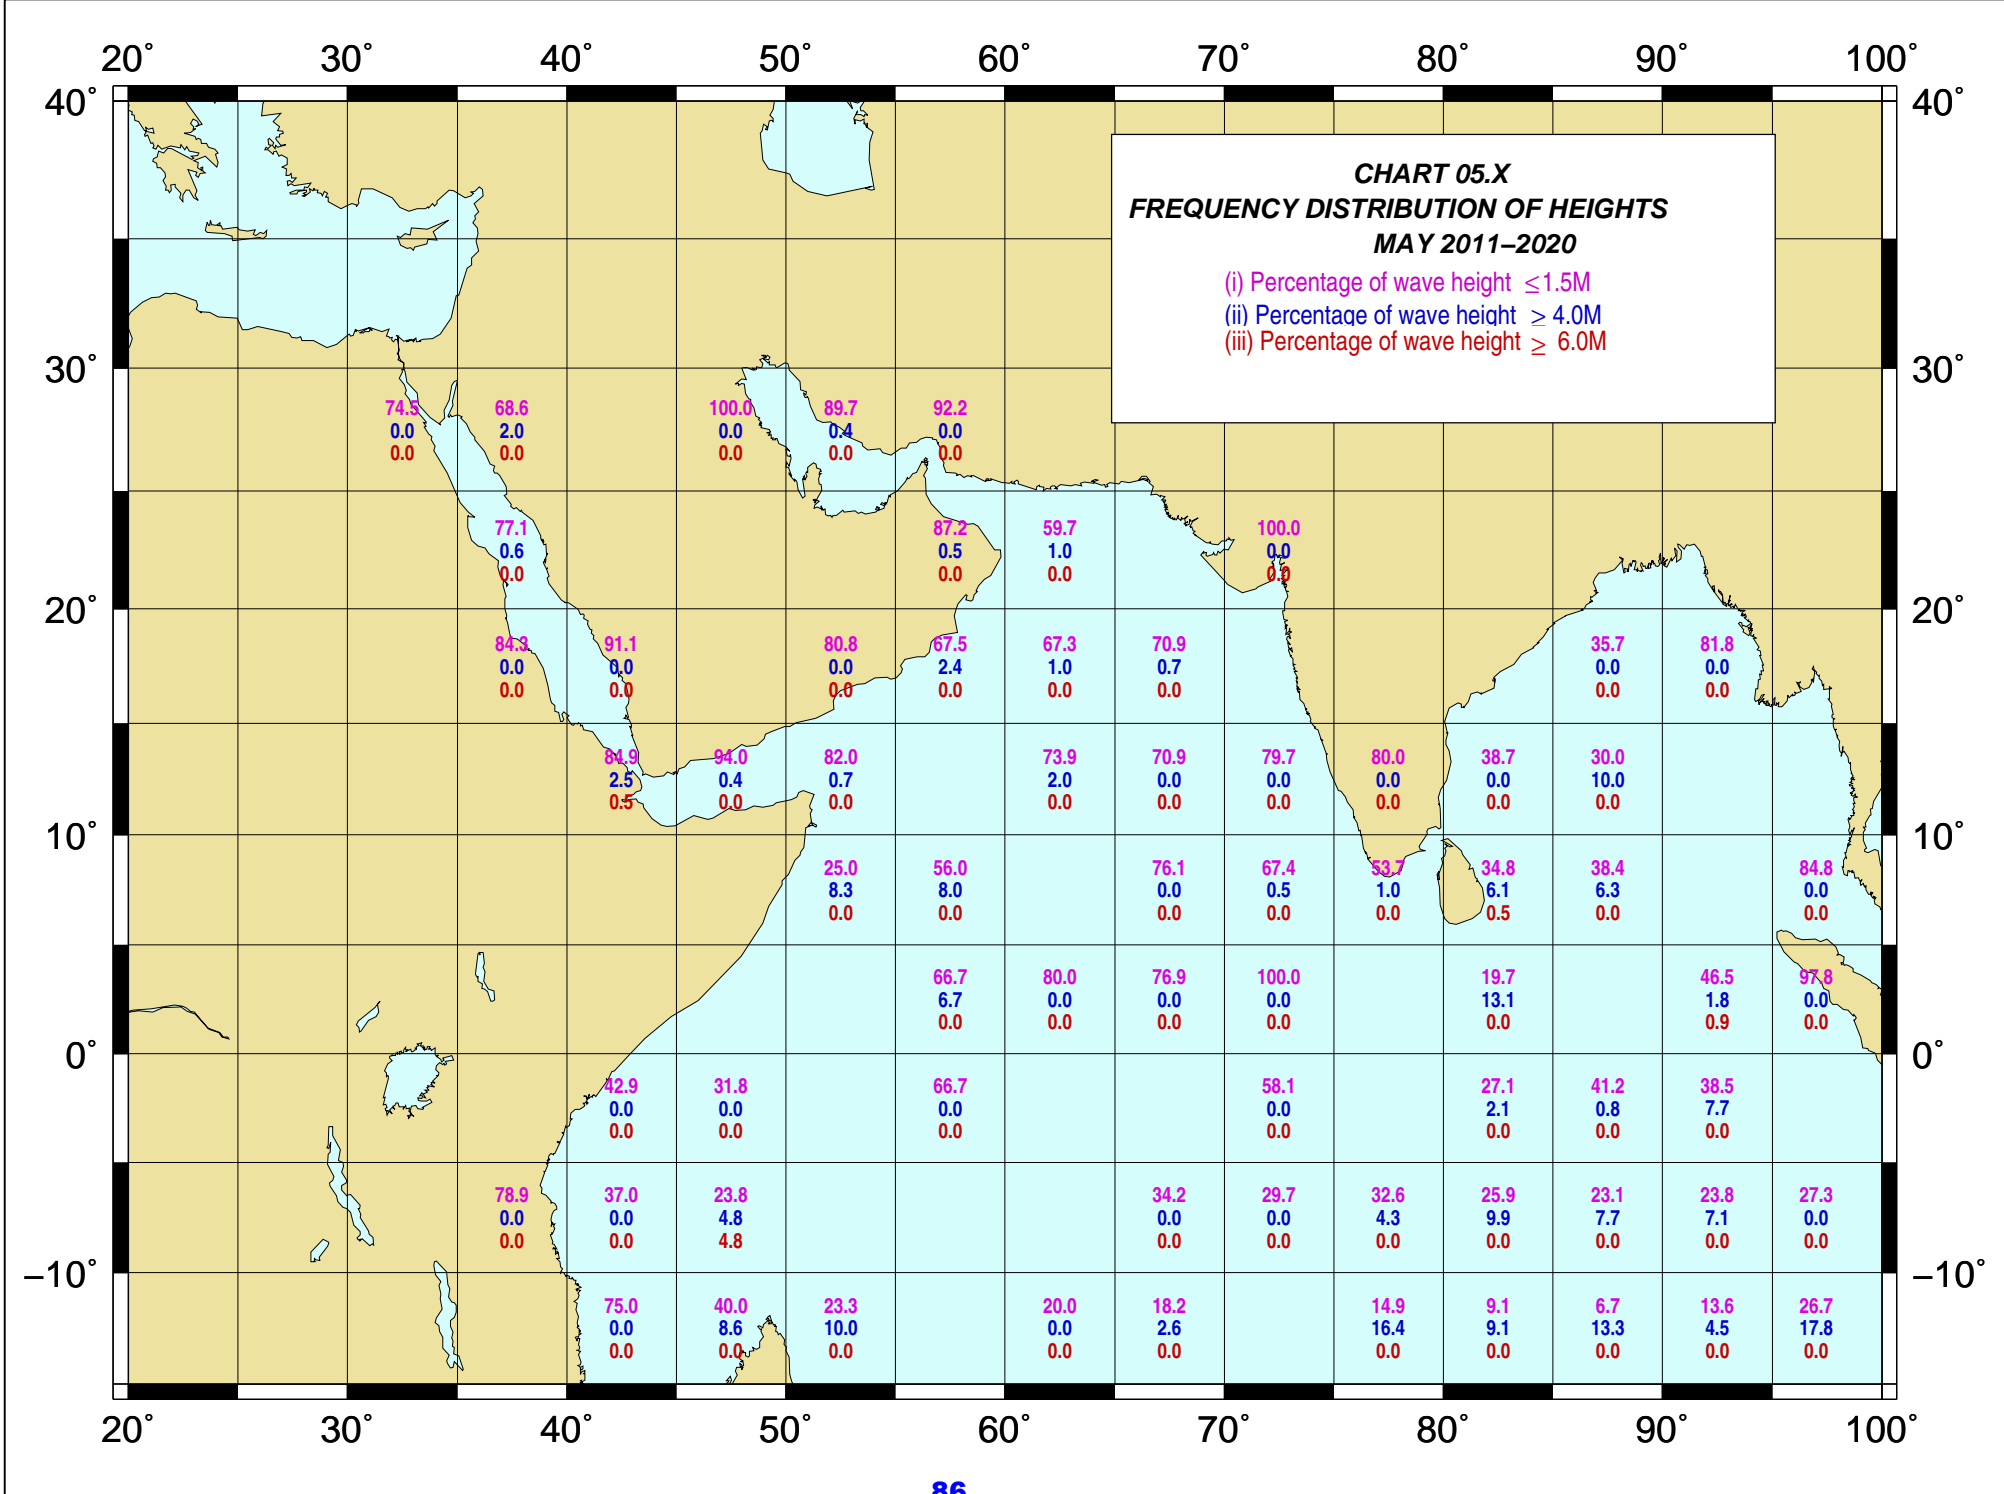 20° 30° 40° 50° 60° 70° 80° 90° 100°
40° 40°
CHART 05.X
FREQUENCY DISTRIBUTION OF HEIGHTS
MAY 2011–2020
(i) Percentage of wave height ≤1.5M
(ii) Percentage of wave height ≥ 4.0M
(iii) Percentage of wave height ≥ 6.0M
30° 30°
74.5 68.6 100.0 89.7 92.2
0.0 2.0 0.0 0.4 0.0
0.0 0.0 0.0 0.0 0.0
77.1 87.2 59.7 100.0
0.6 0.5 1.0 0.0
0.0 0.0 0.0 0.0
20° 20°
84.3 91.1 80.8 67.5 67.3 70.9 35.7 81.8
0.0 0.0 0.0 2.4 1.0 0.7 0.0 0.0
0.0 0.0 0.0 0.0 0.0 0.0 0.0 0.0
84.9 94.0 82.0 73.9 70.9 79.7 80.0 38.7 30.0
2.5 0.4 0.7 2.0 0.0 0.0 0.0 0.0 10.0
0.5 0.0 0.0 0.0 0.0 0.0 0.0 0.0 0.0
10° 10°
25.0 56.0 76.1 67.4 53.7 34.8 38.4 84.8
8.3 8.0 0.0 0.5 1.0 6.1 6.3 0.0
0.0 0.0 0.0 0.0 0.0 0.5 0.0 0.0
66.7 80.0 76.9 100.0 19.7 46.5 97.8
6.7 0.0 0.0 0.0 13.1 1.8 0.0
0.0 0.0 0.0 0.0 0.0 0.9 0.0
0° 0°
42.9 31.8 66.7 58.1 27.1 41.2 38.5
0.0 0.0 0.0 0.0 2.1 0.8 7.7
0.0 0.0 0.0 0.0 0.0 0.0 0.0
78.9 37.0 23.8 34.2 29.7 32.6 25.9 23.1 23.8 27.3
0.0 0.0 4.8 0.0 0.0 4.3 9.9 7.7 7.1 0.0
0.0 0.0 4.8 0.0 0.0 0.0 0.0 0.0 0.0 0.0
–10° –10°
75.0 40.0 23.3 20.0 18.2 14.9 9.1 6.7 13.6 26.7
0.0 8.6 10.0 0.0 2.6 16.4 9.1 13.3 4.5 17.8
0.0 0.0 0.0 0.0 0.0 0.0 0.0 0.0 0.0 0.0
20° 30° 40° 50° 60° 70° 80° 90° 100°
86